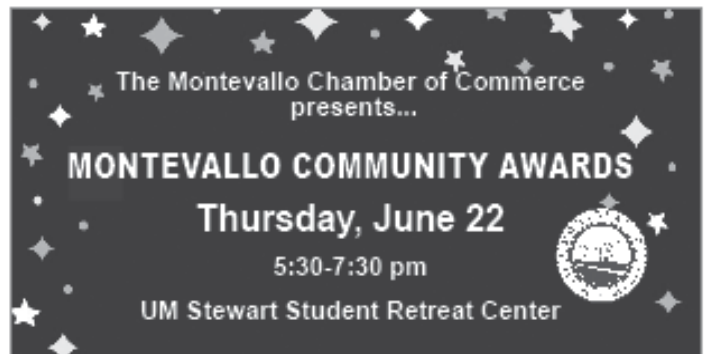 The Montevallo Chamber of Commerce
presents...
MONTEVALLO COMMUNITY AWARDS
Thursday, June 22
5:30-7:30 pm
UM Stewart Student Retreat Center